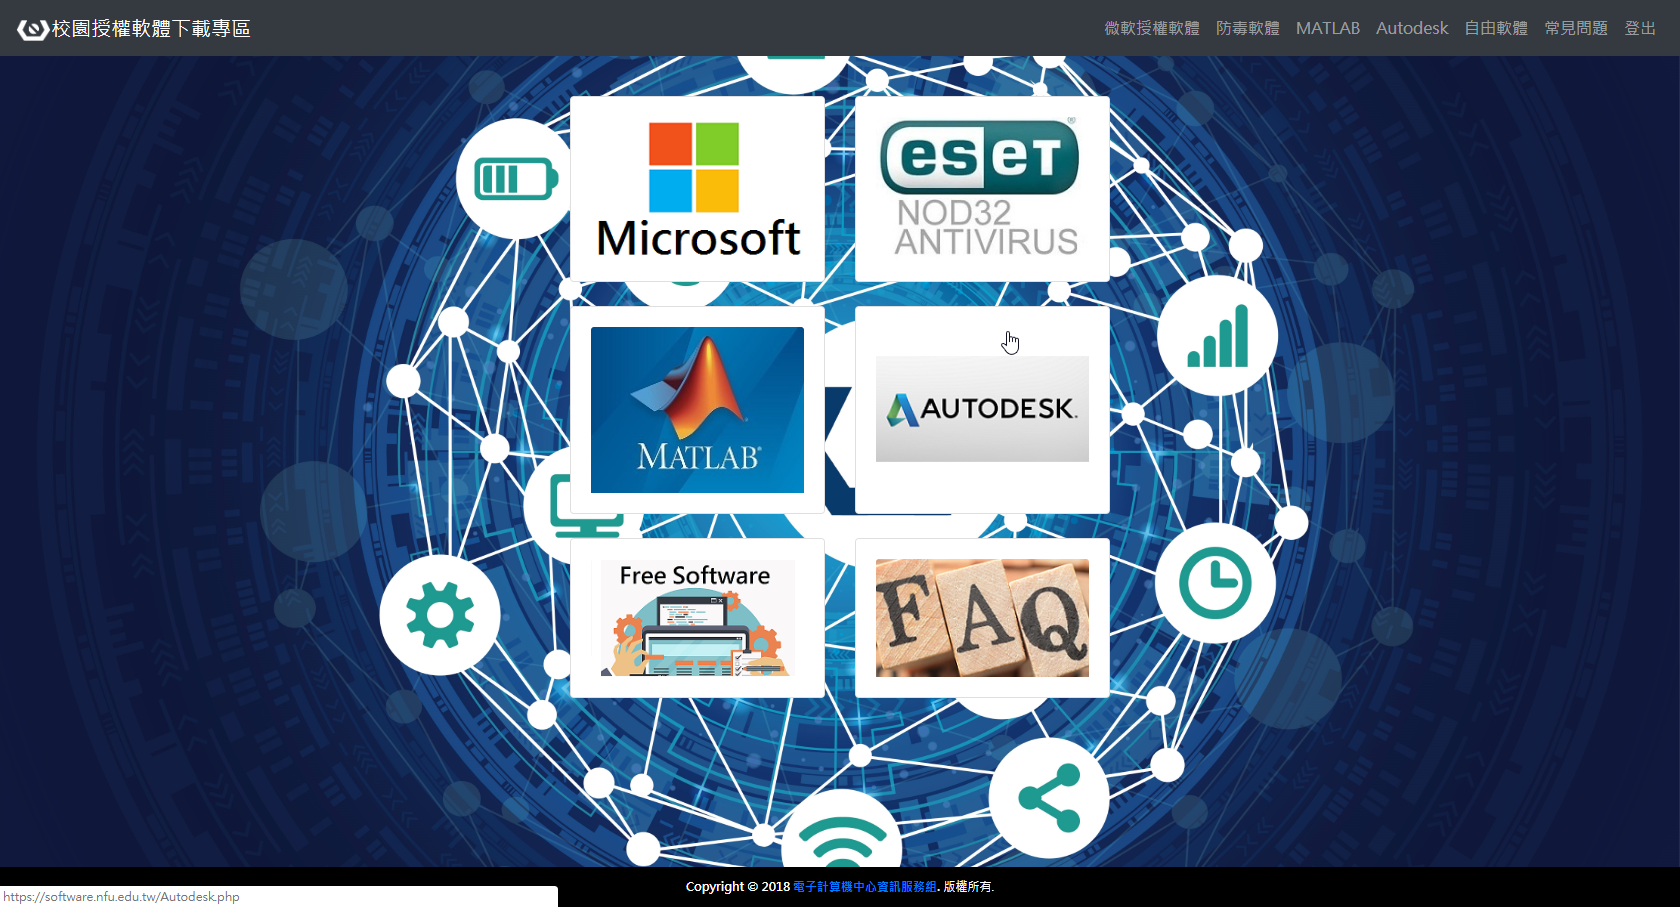 校園授權軟體下載專區
微軟授權軟體 防毒軟體 MATLAB Autodesk 自由軟體 常見問題 登出
Microsoft
eseT®
NOD32
ANTIVIRUS
MATLAB®
AUTODESK.
Free Software
FAQ
Copyright © 2018 電子計算機中心資訊服務組. 版權所有.
https://software.nfu.edu.tw/Autodesk.php